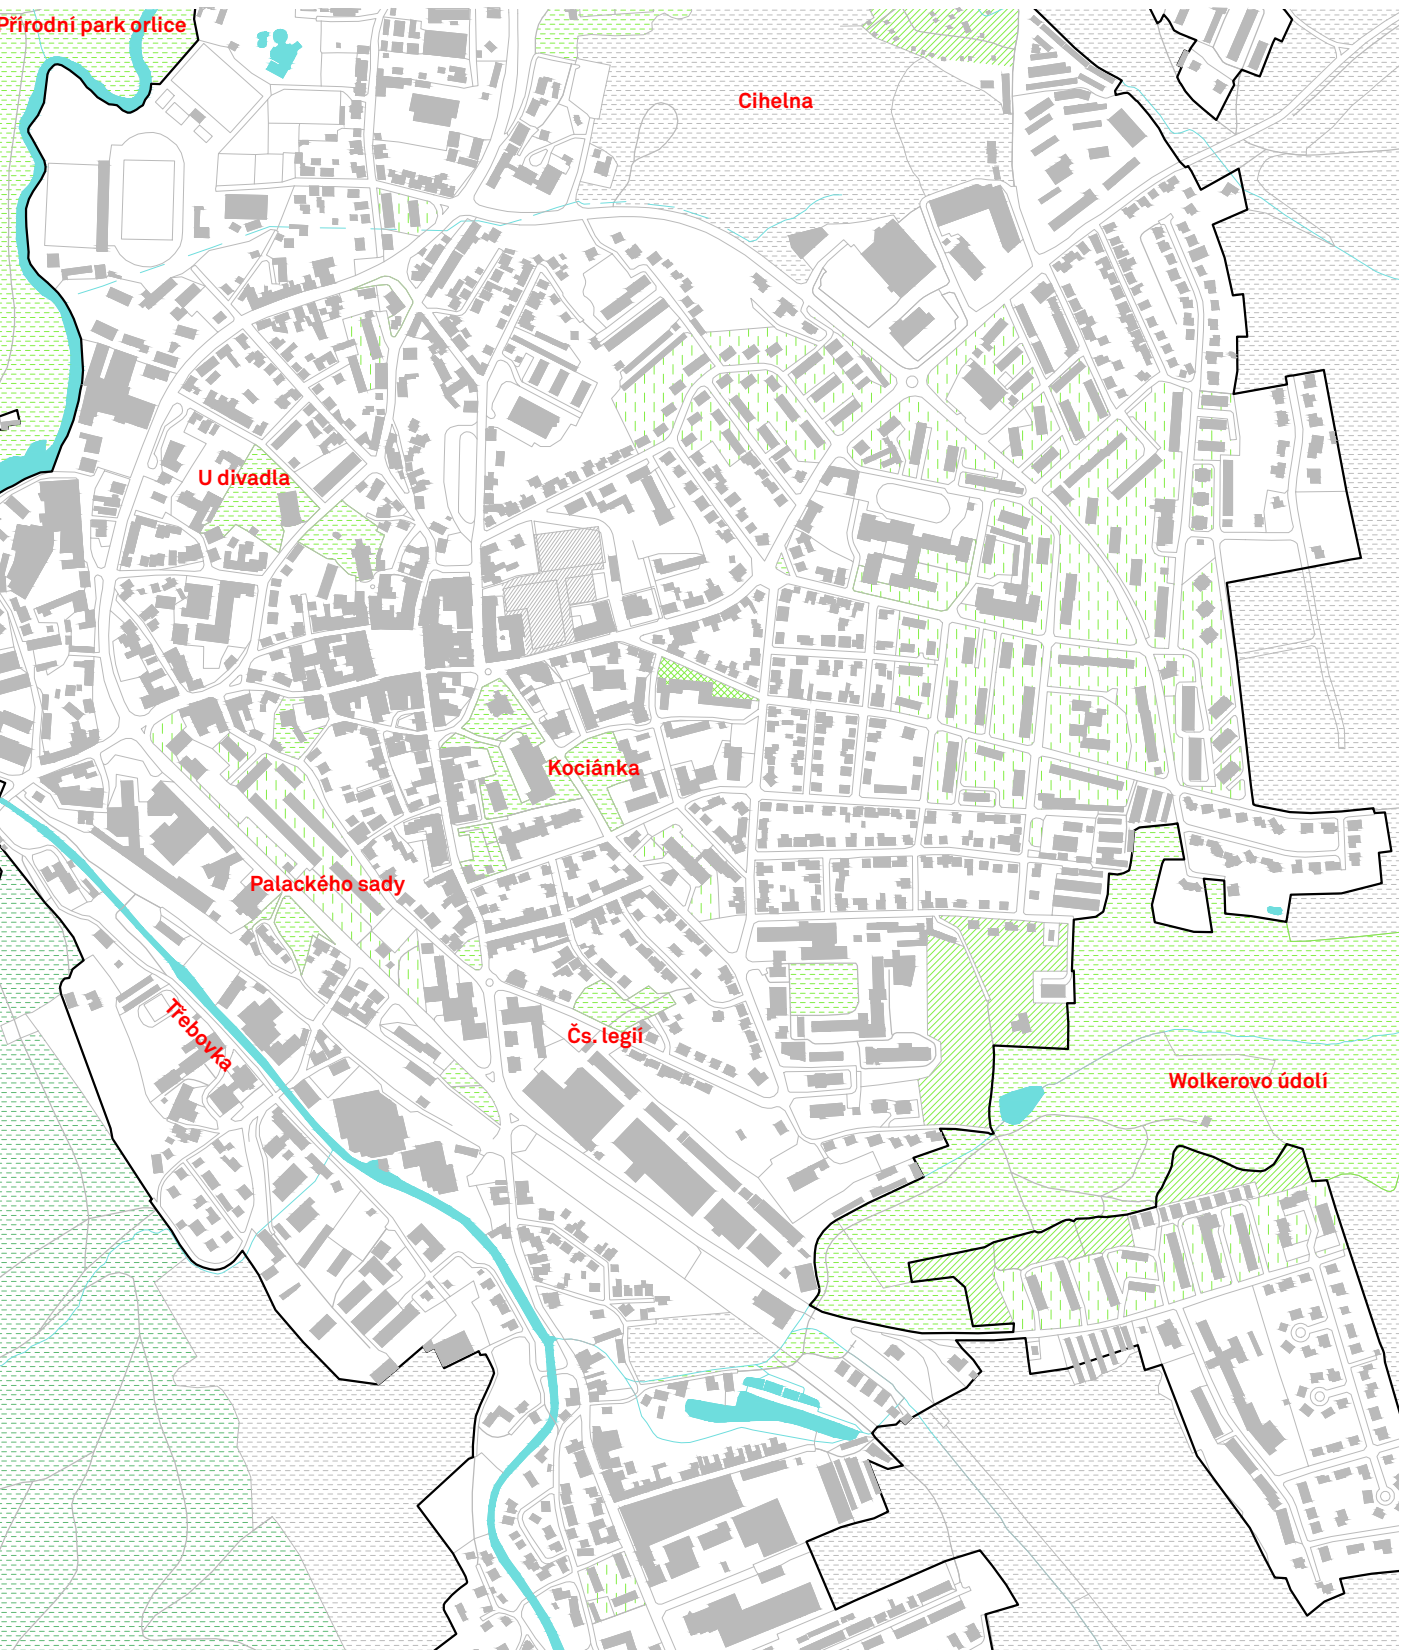 Přírodní park orlice
Cihelna
U divadla
Kociánka
Palackého sady
Třebovka
Čs. legií
Wolkerovo údolí